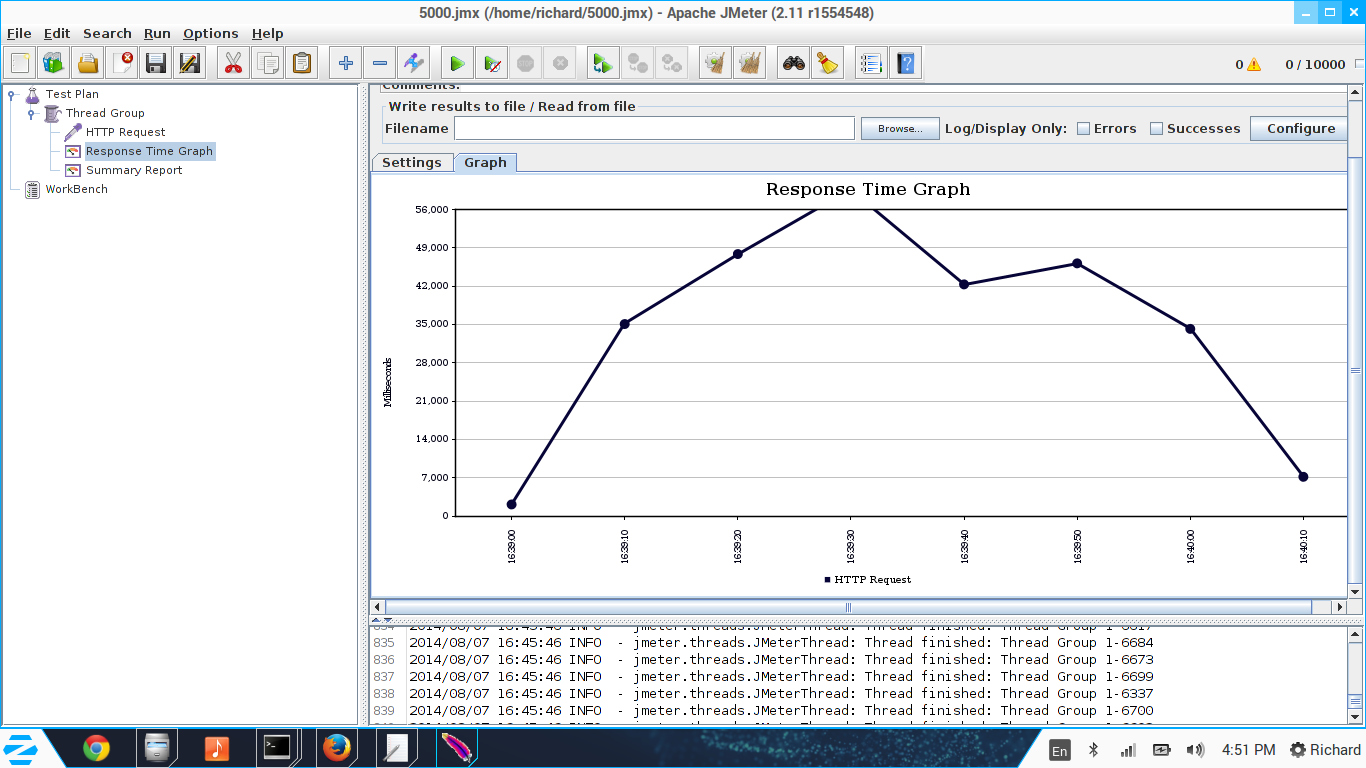 5000.jmx (/home/richard/5000.jmx) - Apache JMeter (2.11 r1554548)
File Edit Search Run Options Help
0 0 / 10000
Test Plan
Thread Group
HTTP Request
Response Time Graph
Summary Report
WorkBench
Comments:
Write results to file / Read from file
Filename Browse... Log/Display Only: Errors Successes Configure
Settings Graph
Response Time Graph
56,000
49,000
42,000
35,000
28,000
21,000
14,000
7,000
0
Milliseconds
16:39:00 16:39:10 16:39:20 16:39:30 16:39:40 16:39:50 16:40:00 16:40:10
HTTP Request
835 2014/08/07 16:45:46 INFO - jmeter.threads.JMeterThread: Thread finished: Thread Group 1-6684
836 2014/08/07 16:45:46 INFO - jmeter.threads.JMeterThread: Thread finished: Thread Group 1-6673
837 2014/08/07 16:45:46 INFO - jmeter.threads.JMeterThread: Thread finished: Thread Group 1-6699
838 2014/08/07 16:45:46 INFO - jmeter.threads.JMeterThread: Thread finished: Thread Group 1-6337
839 2014/08/07 16:45:46 INFO - jmeter.threads.JMeterThread: Thread finished: Thread Group 1-6700
En 4:51 PM Richard